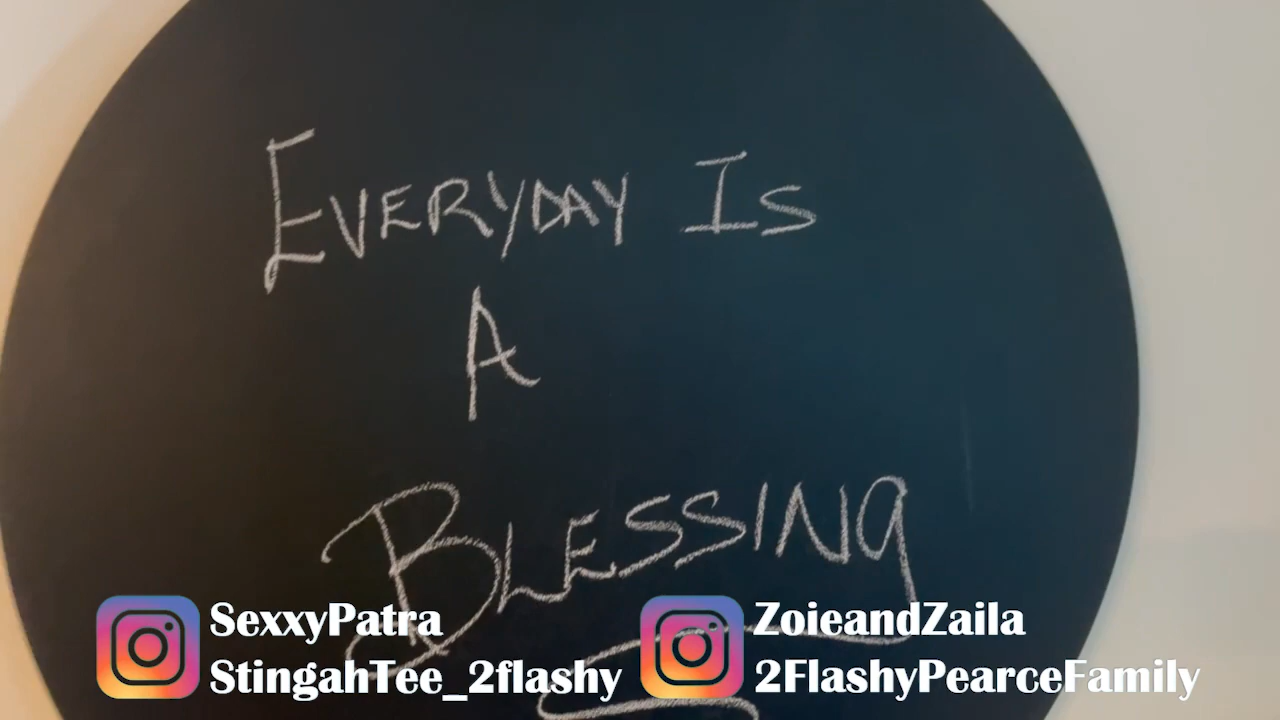 Everyday Is
A
Blessing
SexxyPatra
StingahTee_2flashy
ZoieandZaila
2FlashyPearceFamily